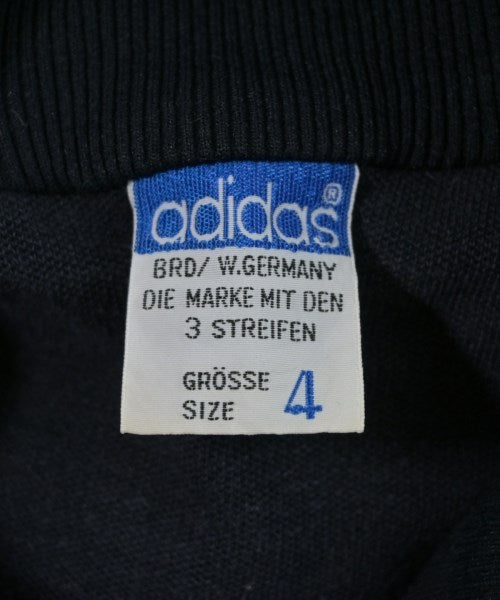 adidas®
BRD/ W.GERMANY
DIE MARKE MIT DEN
3 STREIFEN
GRÖSSE
SIZE 4